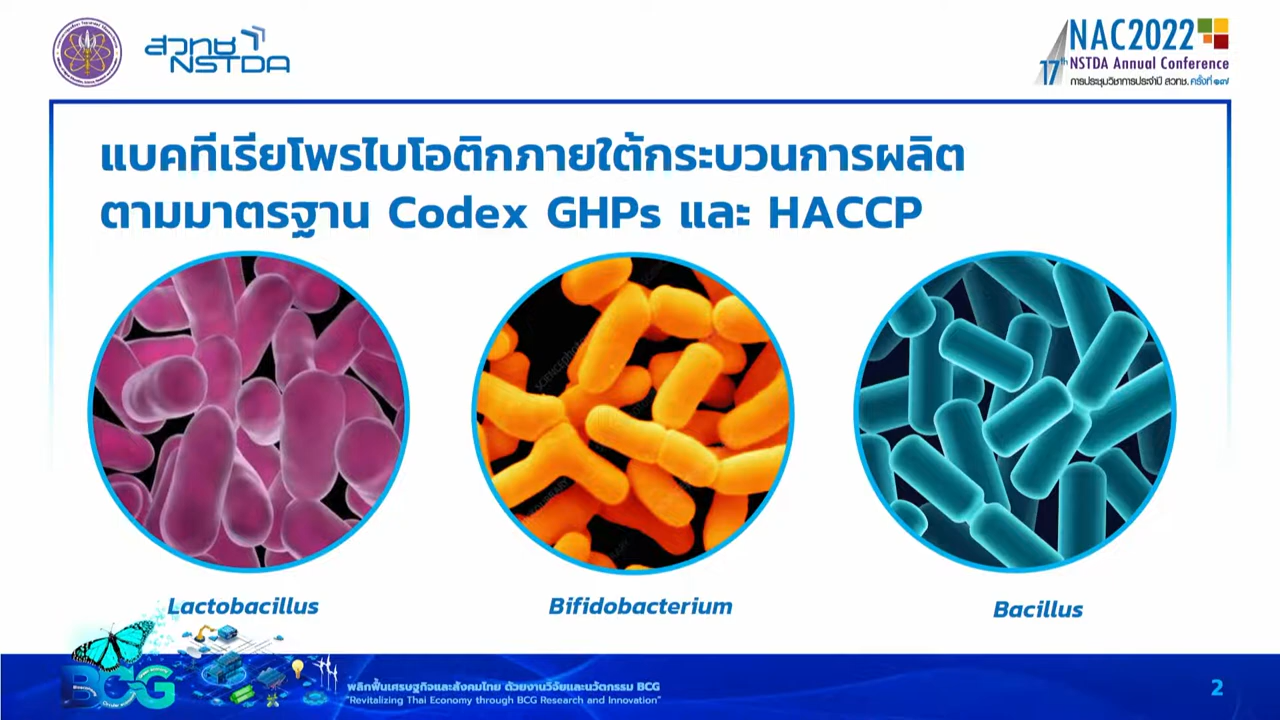 สวทช
NSTDA
NAC2022
17th NSTDA Annual Conference
การประชุมวิชาการประจำปี สวทช. ครั้งที่ ๑๗
แบคทีเรียโพรไบโอติกภายใต้กระบวนการผลิต
ตามมาตรฐาน Codex GHPs และ HACCP
Lactobacillus
Bifidobacterium
Bacillus
BCG
พลิกฟื้นเศรษฐกิจและสังคมไทย ด้วยงานวิจัยและนวัตกรรม BCG
"Revitalizing Thai Economy through BCG Research and Innovation"
2